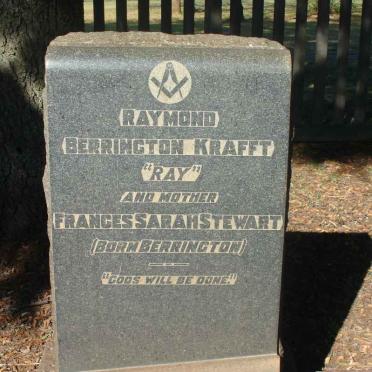 RAYMOND
BERRINGTON KRAFFT
"RAY"
AND MOTHER
FRANCES SARAH STEWART
(BORN BERRINGTON)
"GODS WILL BE DONE."